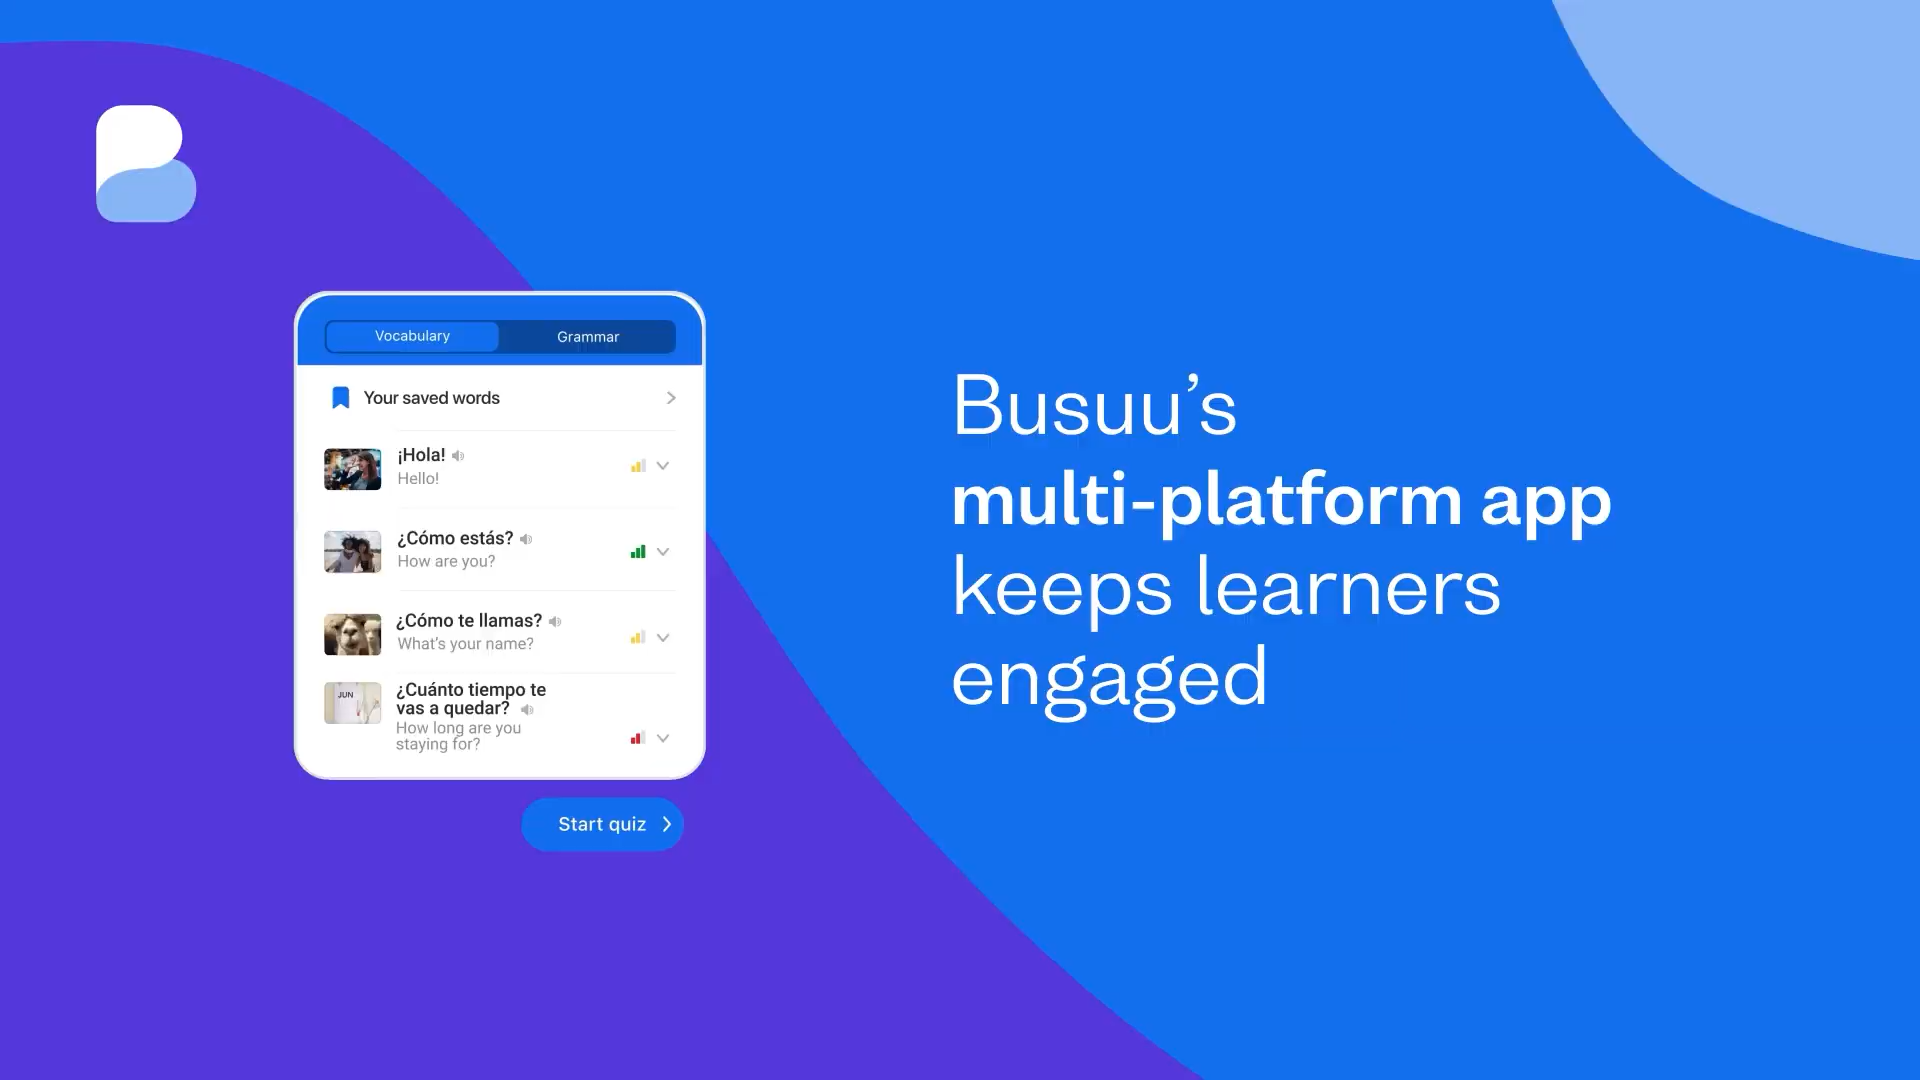 Vocabulary
Grammar
Your saved words
¡Hola!
Hello!
¿Cómo estás?
How are you?
¿Cómo te llamas?
What's your name?
JUN
¿Cuánto tiempo te
vas a quedar?
How long are you
staying for?
Start quiz
Busuu’s
multi-platform app
keeps learners
engaged